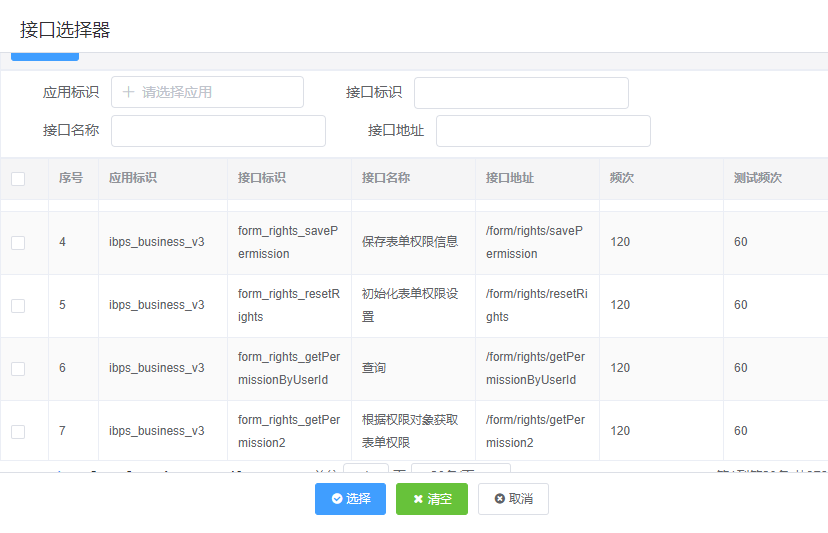 接口选择器
应用标识 请选择应用 接口标识
接口名称 接口地址
序号 应用标识 接口标识 接口名称 接口地址 频次 测试频次
4 ibps_business_v3 form_rights_savePermission 保存表单权限信息 /form/rights/savePermission 120 60
5 ibps_business_v3 form_rights_resetRights 初始化表单权限设置 /form/rights/resetRights 120 60
6 ibps_business_v3 form_rights_getPermissionByUserId 查询 /form/rights/getPermissionByUserId 120 60
7 ibps_business_v3 form_rights_getPermission2 根据权限对象获取表单权限 /form/rights/getPermission2 120 60
选择 清空 取消